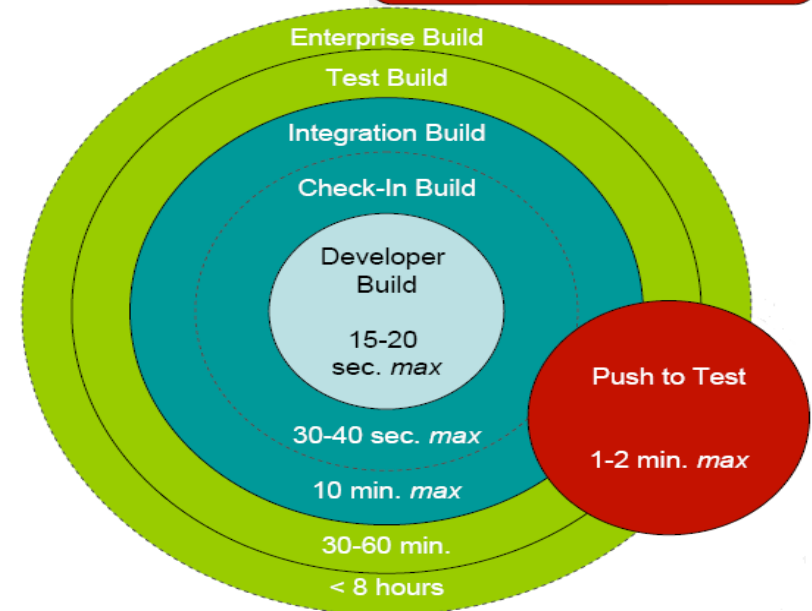 Enterprise Build
Test Build
Integration Build
Check-In Build
Developer
Build
15-20
sec. max
30-40 sec. max
10 min. max
30-60 min.
< 8 hours
Push to Test
1-2 min. max